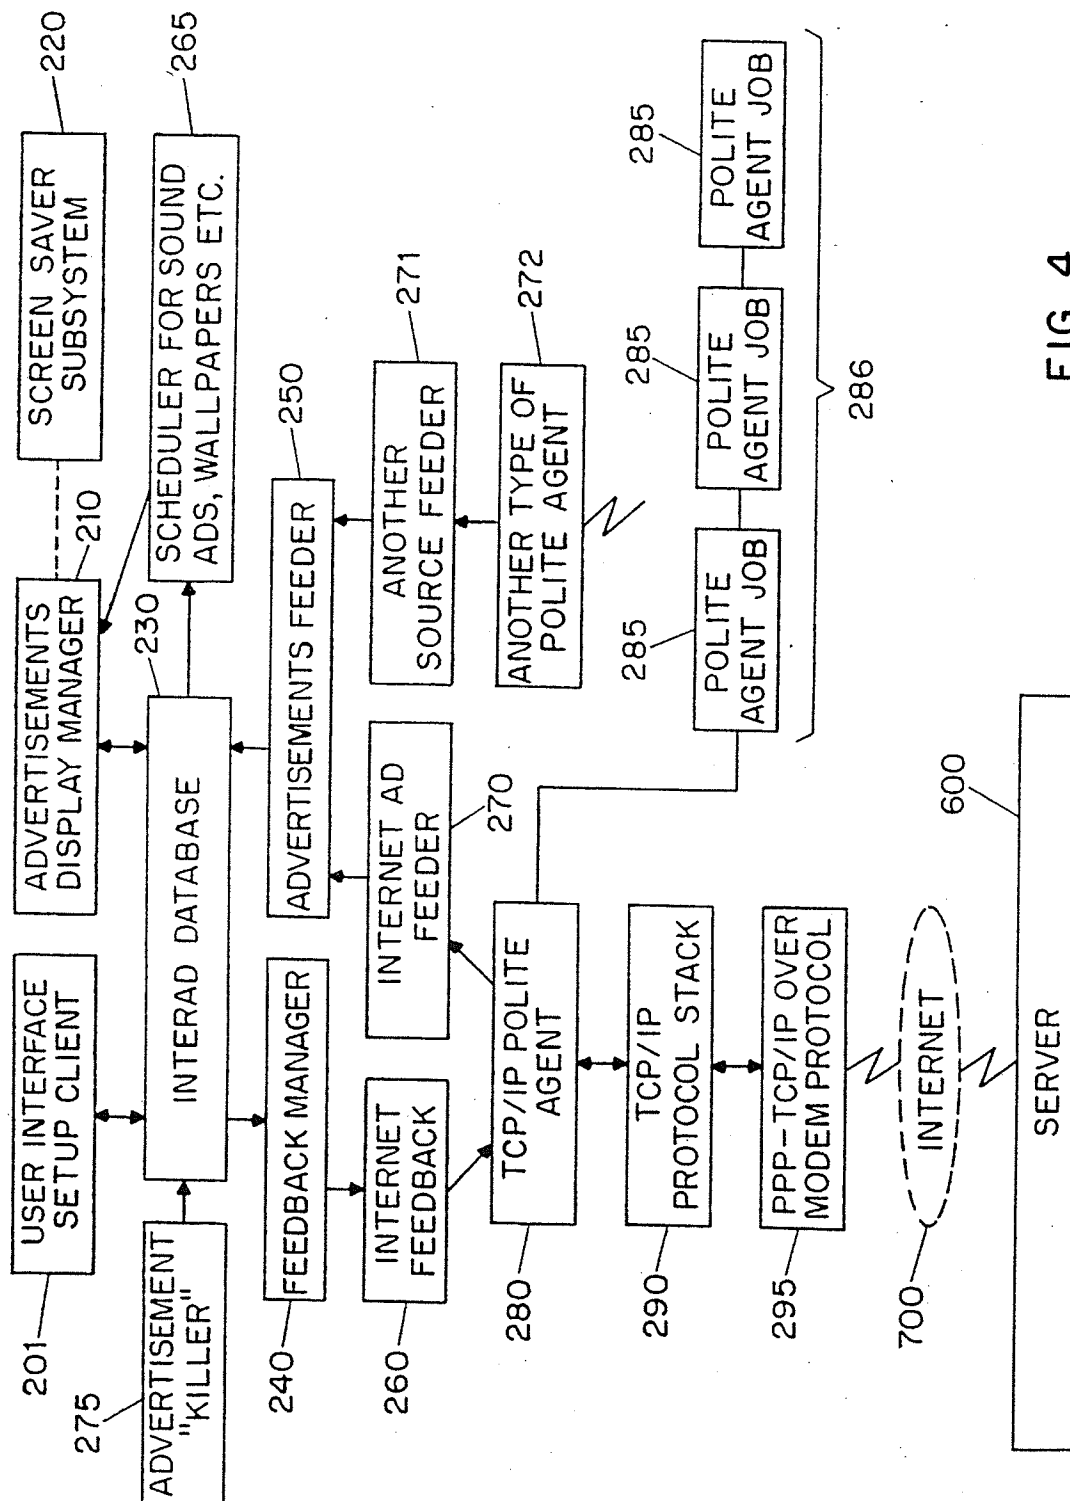 220
SCREEN SAVER
SUBSYSTEM
265
SCHEDULER FOR SOUND
ADS, WALLPAPERS ETC.
210
ADVERTISEMENTS
DISPLAY MANAGER
230
INTERAD DATABASE
USER INTERFACE
SETUP CLIENT
201
ADVERTISEMENT
"KILLER"
275
250
ADVERTISEMENTS FEEDER
FEEDBACK MANAGER
240
271
ANOTHER
SOURCE FEEDER
INTERNET AD
FEEDER
270
INTERNET
FEEDBACK
260
272
ANOTHER TYPE OF
POLITE AGENT
TCP/IP POLITE
AGENT
280
285
POLITE
AGENT JOB
285
POLITE
AGENT JOB
285
POLITE
AGENT JOB
286
TCP/IP
PROTOCOL STACK
290
PPP-TCP/IP OVER
MODEM PROTOCOL
295
INTERNET
700
600
SERVER
FIG. 4